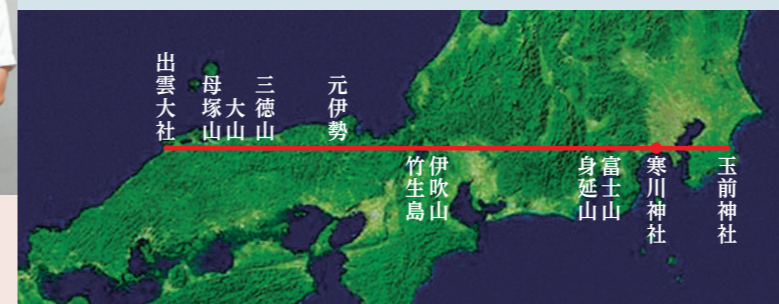 出雲大社
母塚山
大山
三徳山
元伊勢
竹生島
伊吹山
身延山
富士山
寒川神社
玉前神社